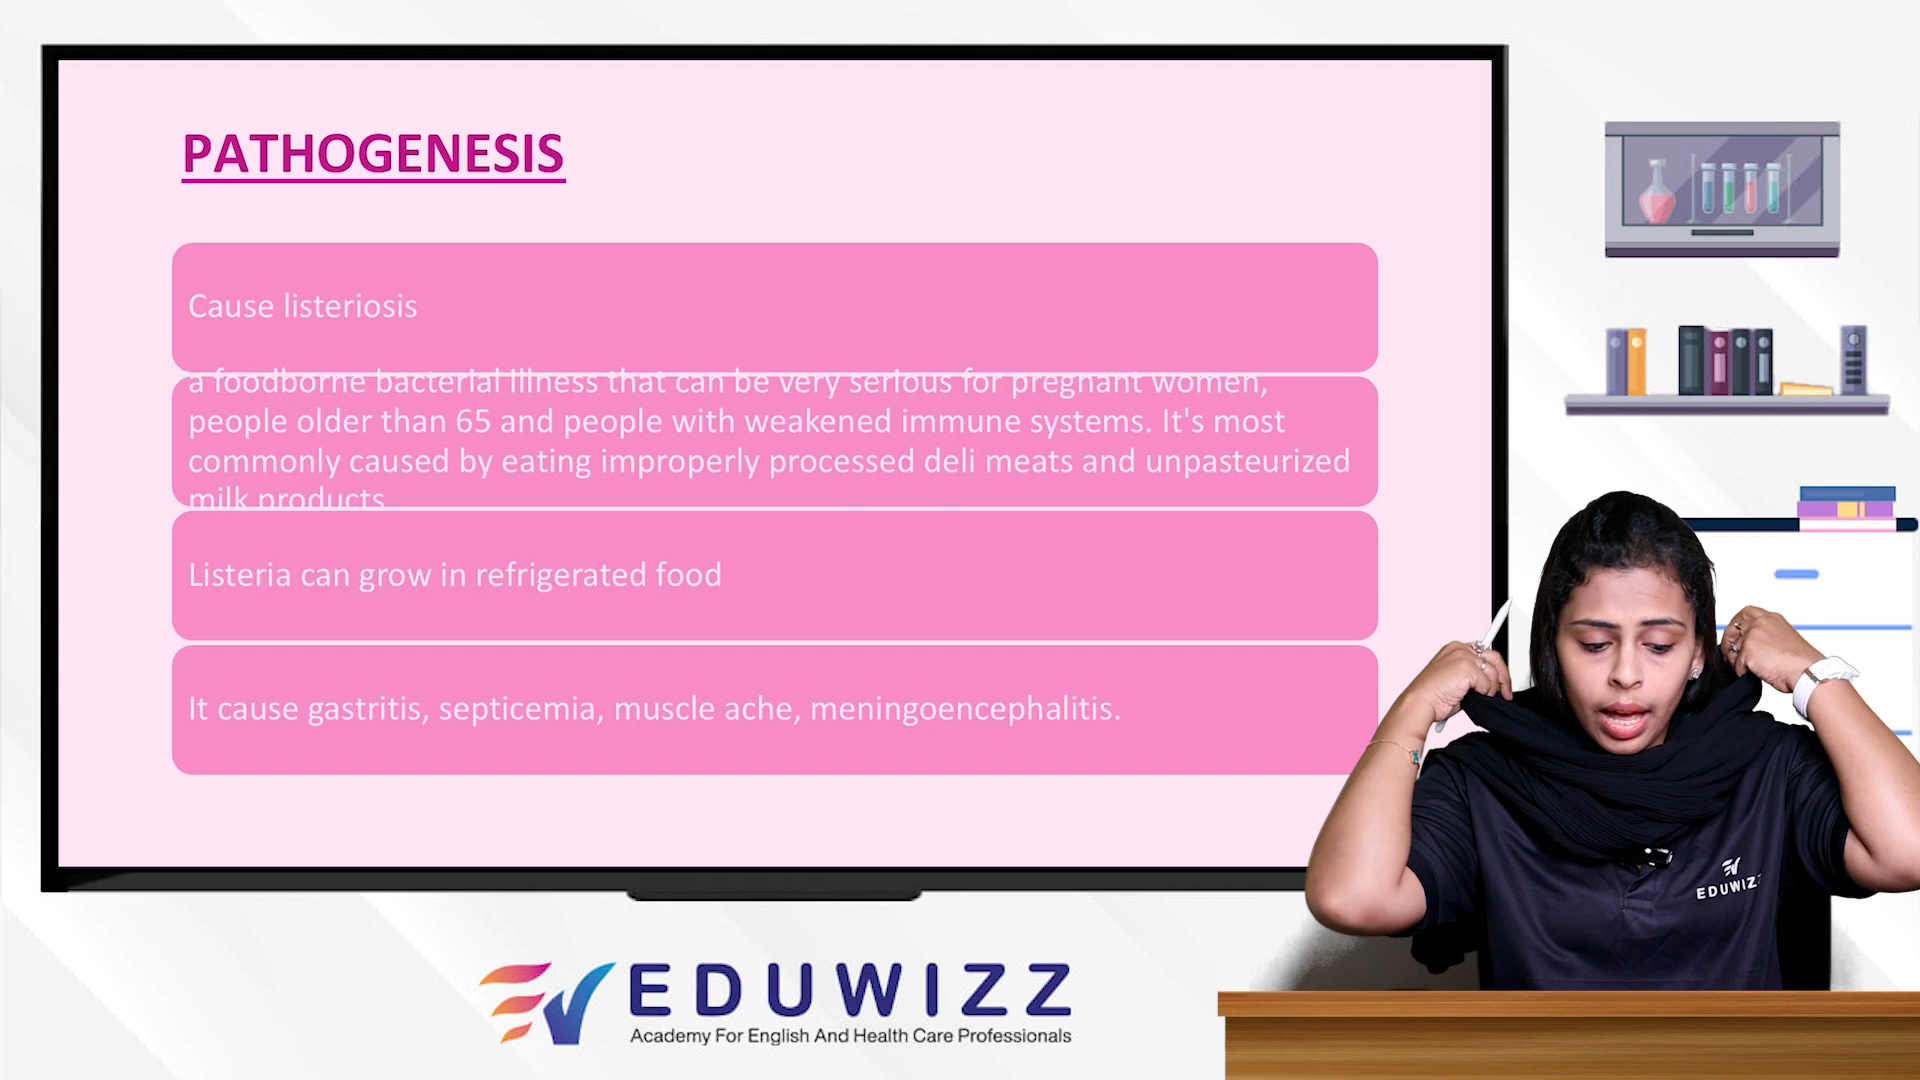 PATHOGENESIS
Cause listeriosis
a foodborne bacterial illness that can be very serious for pregnant women,
people older than 65 and people with weakened immune systems. It's most
commonly caused by eating improperly processed deli meats and unpasteurized
milk products
Listeria can grow in refrigerated food
It cause gastritis, septicemia, muscle ache, meningoencephalitis.
EDUWIZZ
EDUWIZZ
Academy For English And Health Care Professionals